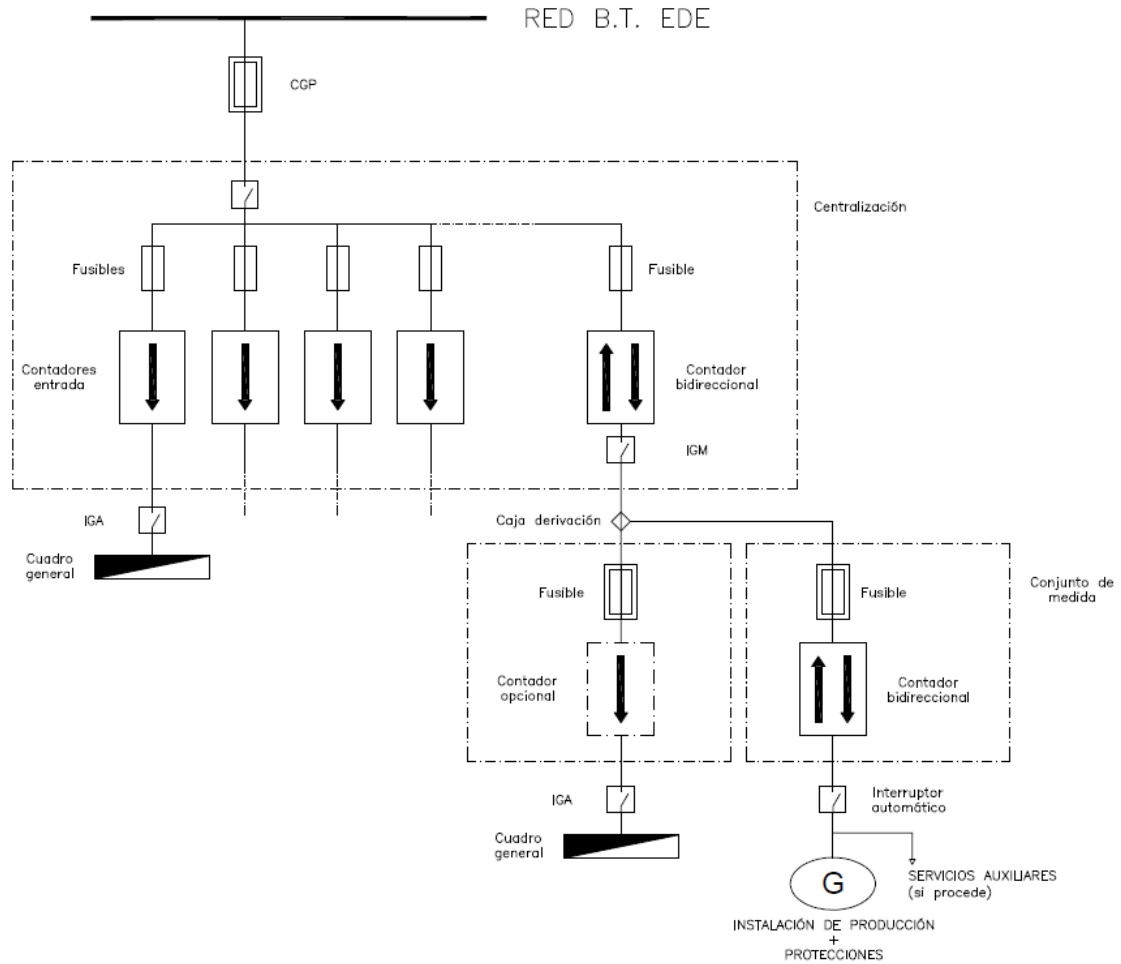 RED B.T. EDE
CGP
Centralización
Fusibles
Fusible
Contadores
entrada
Contador
bidireccional
IGM
IGA
Caja derivación
Cuadro
general
Fusible
Fusible
Conjunto de
medida
Contador
opcional
Contador
bidireccional
IGA
Interruptor
automático
Cuadro
general
G
SERVICIOS AUXILIARES
(si procede)
INSTALACIÓN DE PRODUCCIÓN
+
PROTECCIONES